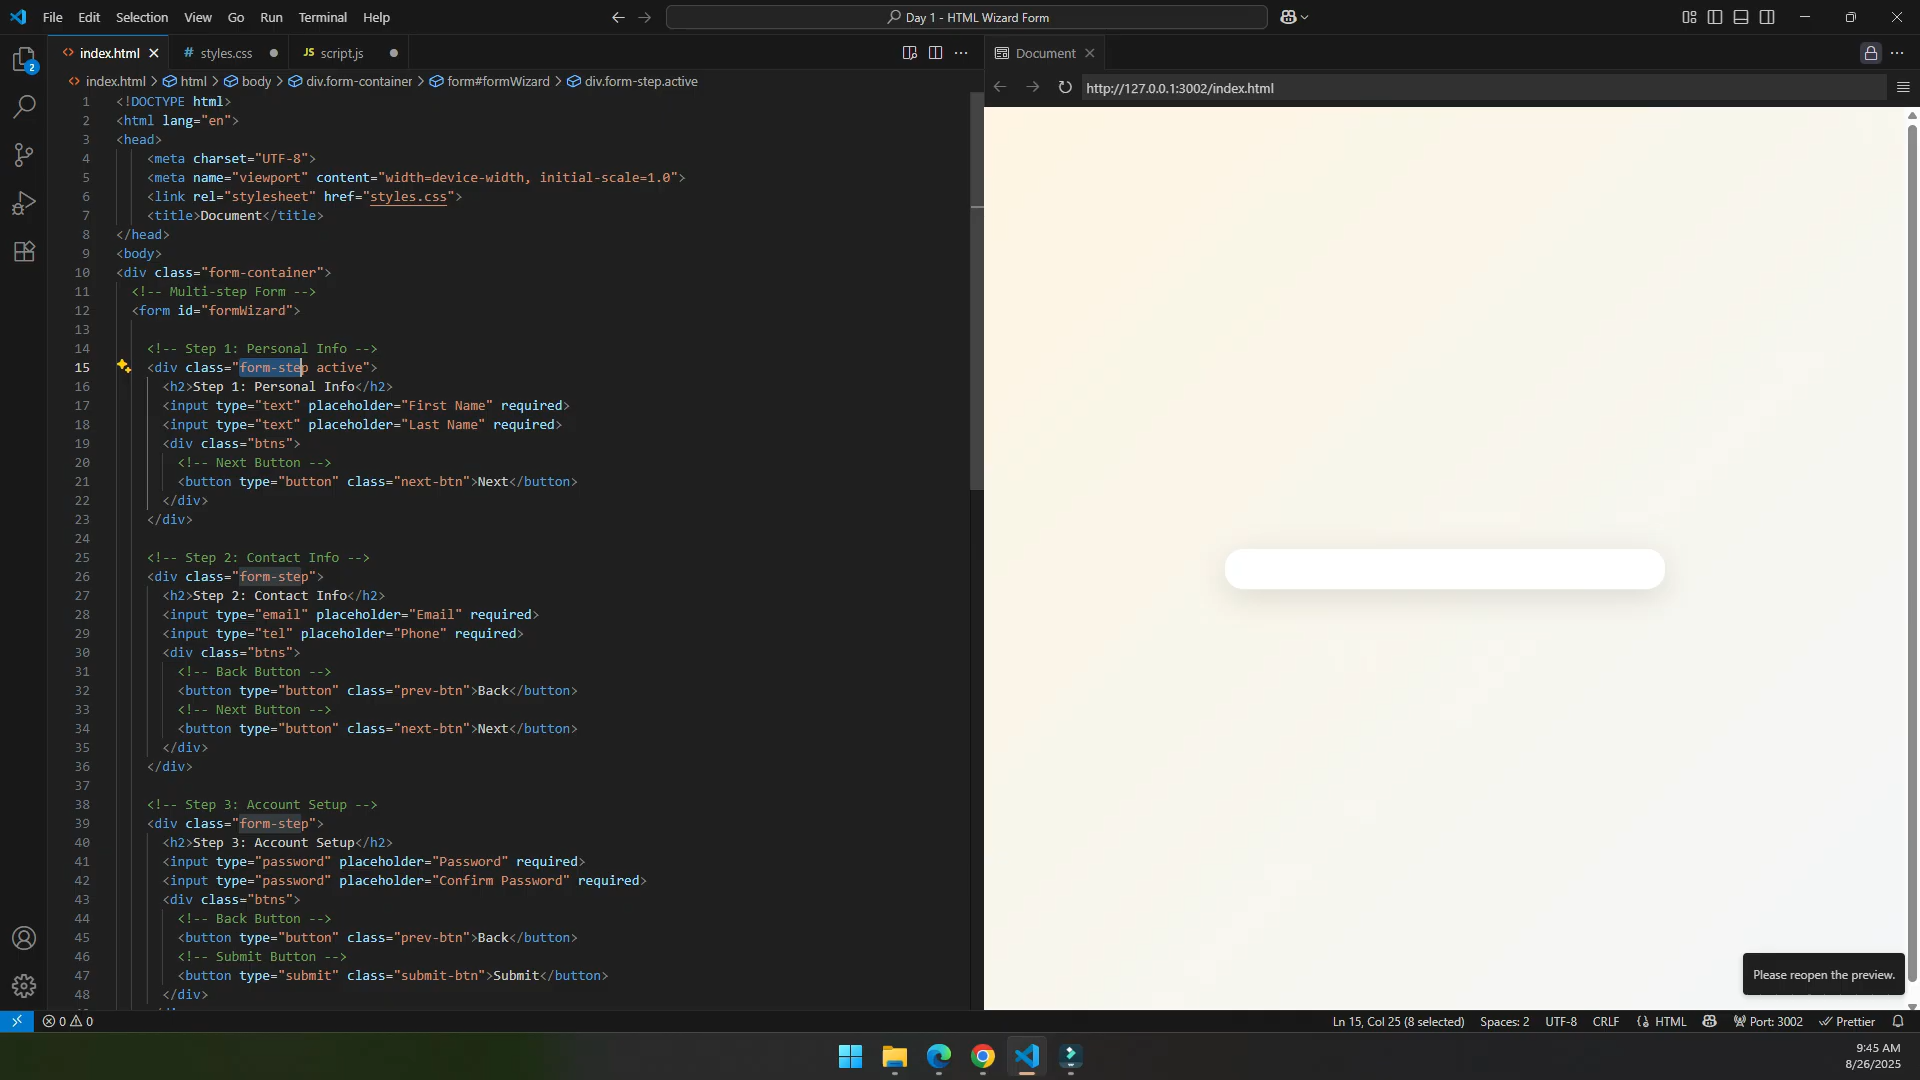 File Edit Selection View Go Run Terminal Help
Day 1 - HTML Wizard Form
index.html
# styles.css
JS script.js
Document
index.html > html > body > div.form-container > form#formWizard > div.form-step.active
http://127.0.0.1:3002/index.html
1 <!DOCTYPE html>
2 <html lang="en">
3 <head>
4 <meta charset="UTF-8">
5 <meta name="viewport" content="width=device-width, initial-scale=1.0">
6 <link rel="stylesheet" href="styles.css">
7 <title>Document</title>
8 </head>
9 <body>
10 <div class="form-container">
11 <!-- Multi-step Form -->
12 <form id="formWizard">
13
14 <!-- Step 1: Personal Info -->
15 <div class="form-step active">
16 <h2>Step 1: Personal Info</h2>
17 <input type="text" placeholder="First Name" required>
18 <input type="text" placeholder="Last Name" required>
19 <div class="btns">
20 <!-- Next Button -->
21 <button type="button" class="next-btn">Next</button>
22 </div>
23 </div>
24
25 <!-- Step 2: Contact Info -->
26 <div class="form-step">
27 <h2>Step 2: Contact Info</h2>
28 <input type="email" placeholder="Email" required>
29 <input type="tel" placeholder="Phone" required>
30 <div class="btns">
31 <!-- Back Button -->
32 <button type="button" class="prev-btn">Back</button>
33 <!-- Next Button -->
34 <button type="button" class="next-btn">Next</button>
35 </div>
36 </div>
37
38 <!-- Step 3: Account Setup -->
39 <div class="form-step">
40 <h2>Step 3: Account Setup</h2>
41 <input type="password" placeholder="Password" required>
42 <input type="password" placeholder="Confirm Password" required>
43 <div class="btns">
44 <!-- Back Button -->
45 <button type="button" class="prev-btn">Back</button>
46 <!-- Submit Button -->
47 <button type="submit" class="submit-btn">Submit</button>
48 </div>
2
Please reopen the preview.
0 0
Ln 15, Col 25 (8 selected) Spaces: 2 UTF-8 CRLF {} HTML Port: 3002 Prettier
9:45 AM
8/26/2025